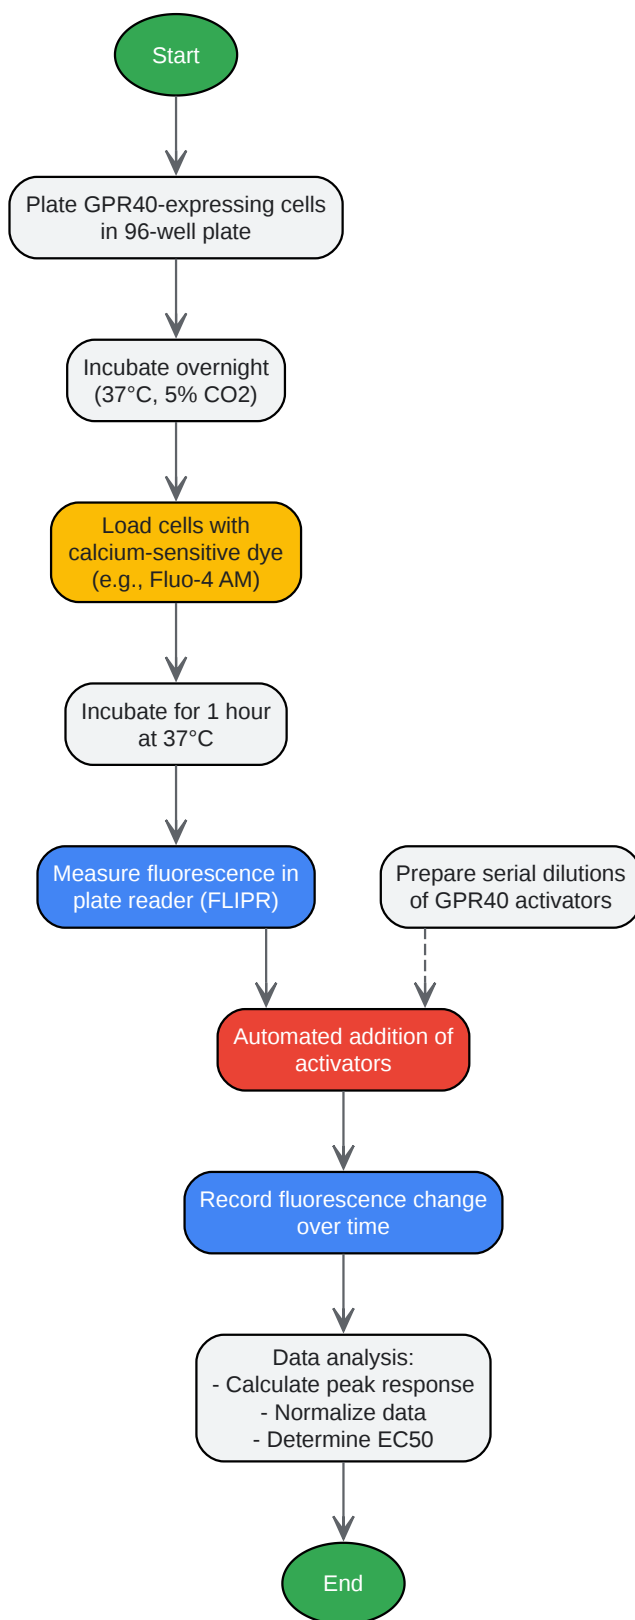 Start
Plate GPR40-expressing cells
in 96-well plate
Incubate overnight
(37°C, 5% CO2)
Load cells with
calcium-sensitive dye
(e.g., Fluo-4 AM)
Incubate for 1 hour
at 37°C
Measure fluorescence in
plate reader (FLIPR)
Prepare serial dilutions
of GPR40 activators
Automated addition of
activators
Record fluorescence change
over time
Data analysis:
- Calculate peak response
- Normalize data
- Determine EC50
End